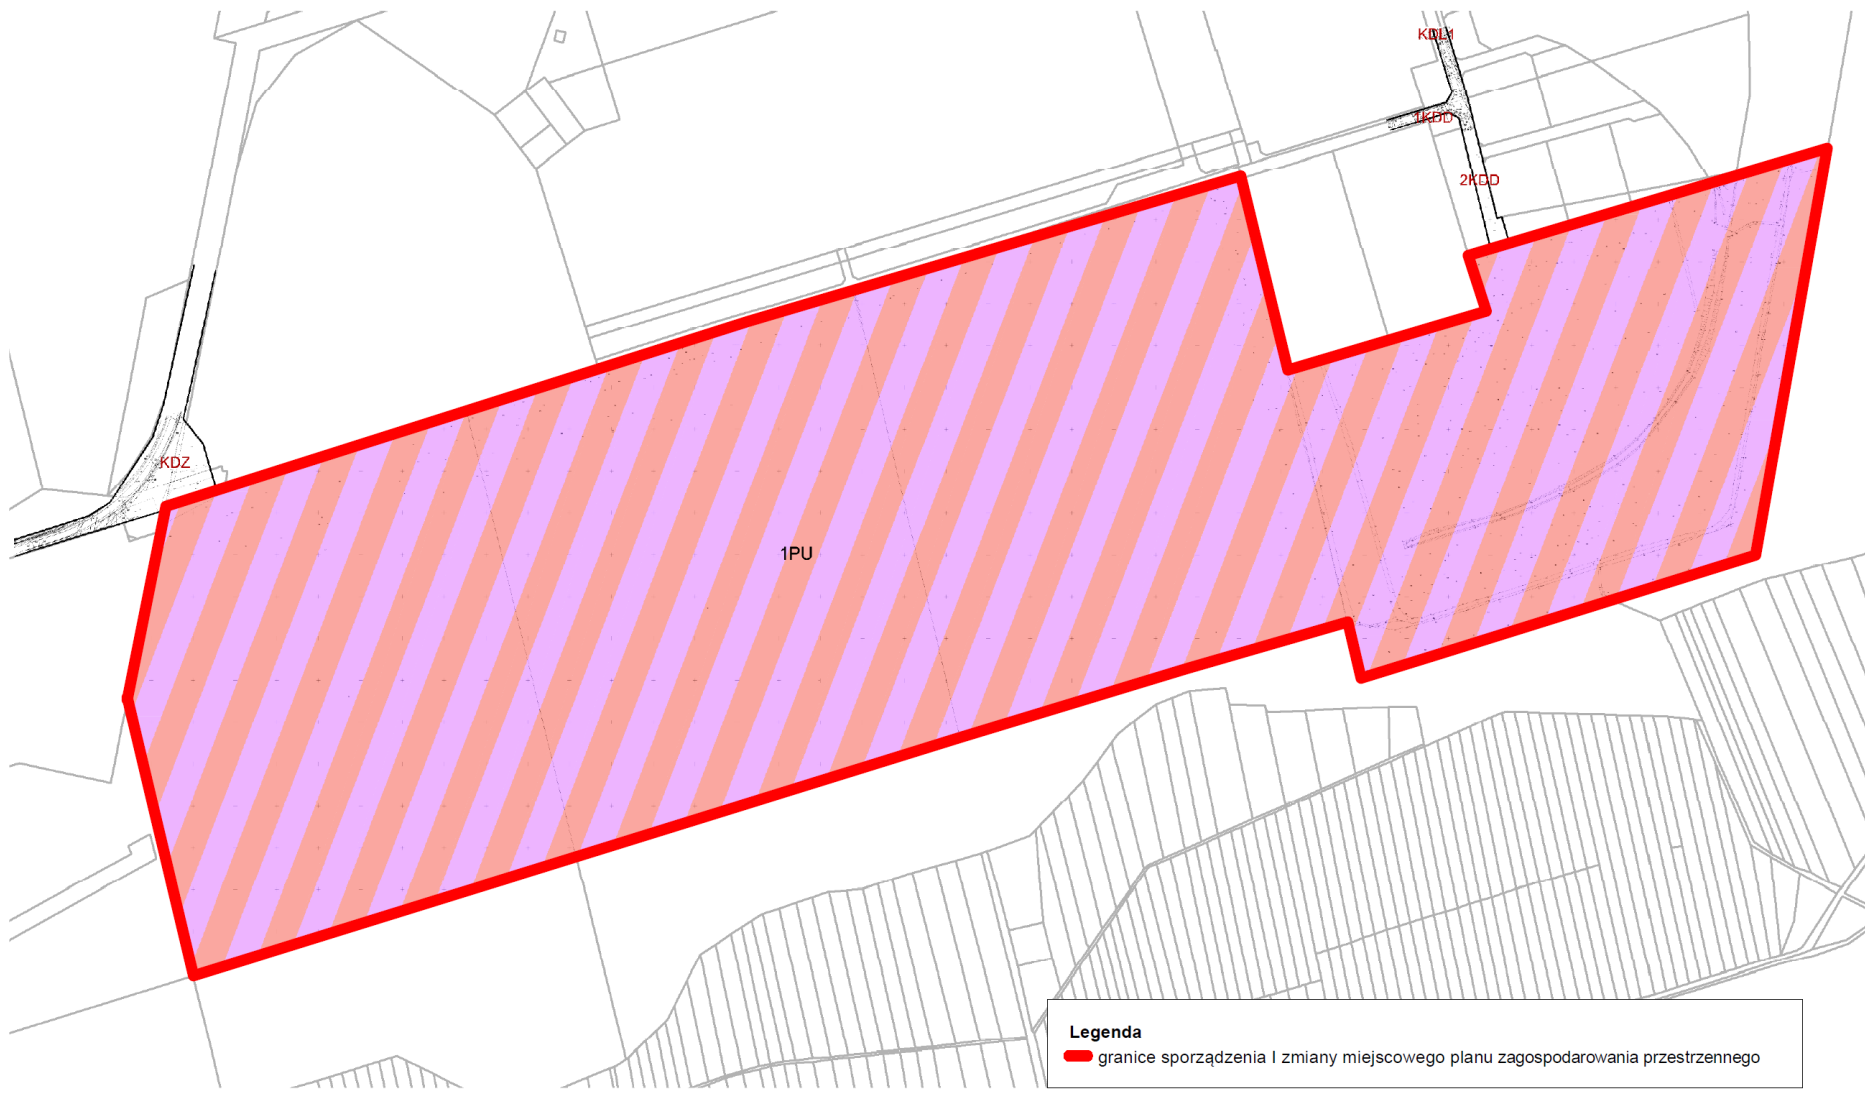 KDL1
1KDD
2KDD
KDZ
1PU
Legenda
granice sporządzenia I zmiany miejscowego planu zagospodarowania przestrzennego